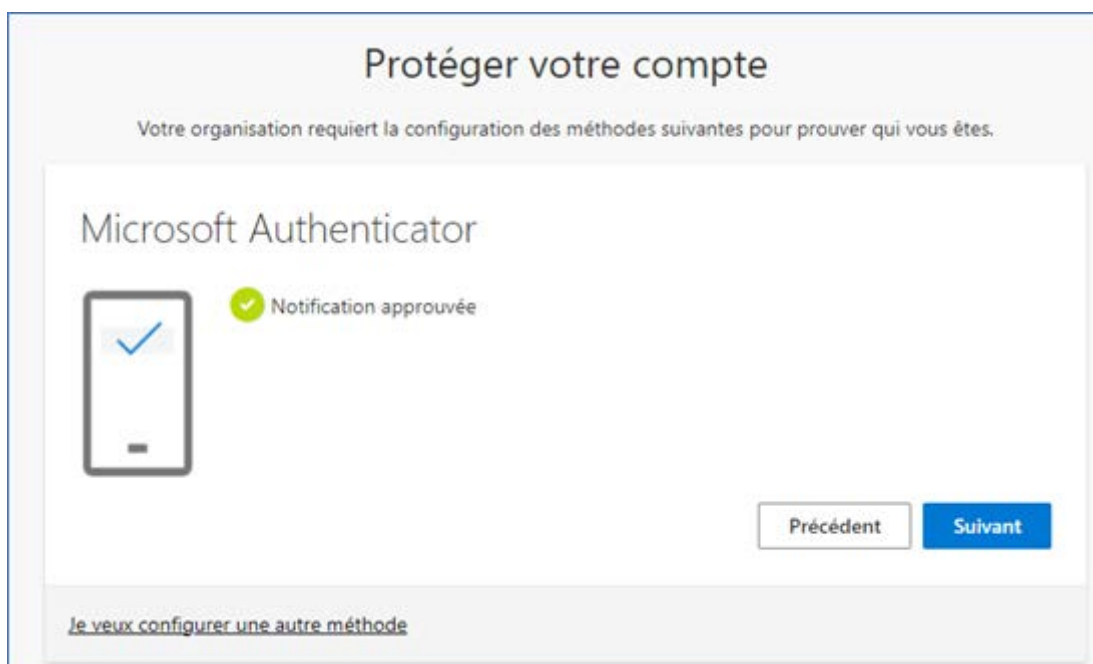 Protéger votre compte
Votre organisation requiert la configuration des méthodes suivantes pour prouver qui vous êtes.
Microsoft Authenticator
Notification approuvée
Précédent
Suivant
Je veux configurer une autre méthode